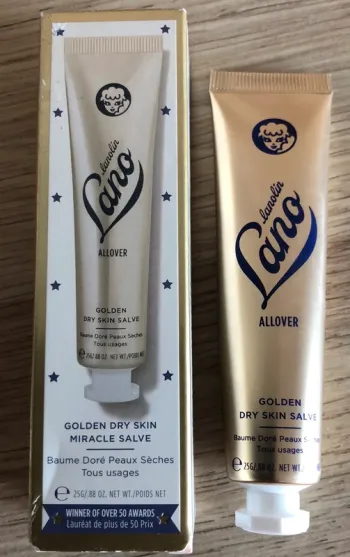 lanolin
Lano
ALLOVER
GOLDEN
DRY SKIN SALVE
Baume Doré Peaux Sèches
Tous usages
℮ 25G/.88 OZ. NET WT./POIDS NET
GOLDEN DRY SKIN
MIRACLE SALVE
Baume Doré Peaux Sèches
Tous usages
℮ 25G/.88 OZ. NET WT./POIDS NET
WINNER OF OVER 50 AWARDS
Lauréat de plus de 50 Prix
lanolin
Lano
ALLOVER
GOLDEN
DRY SKIN SALVE
Baume Doré Peaux Sèches
Tous usages
℮ 25G/.88 OZ. NET WT./POIDS NET